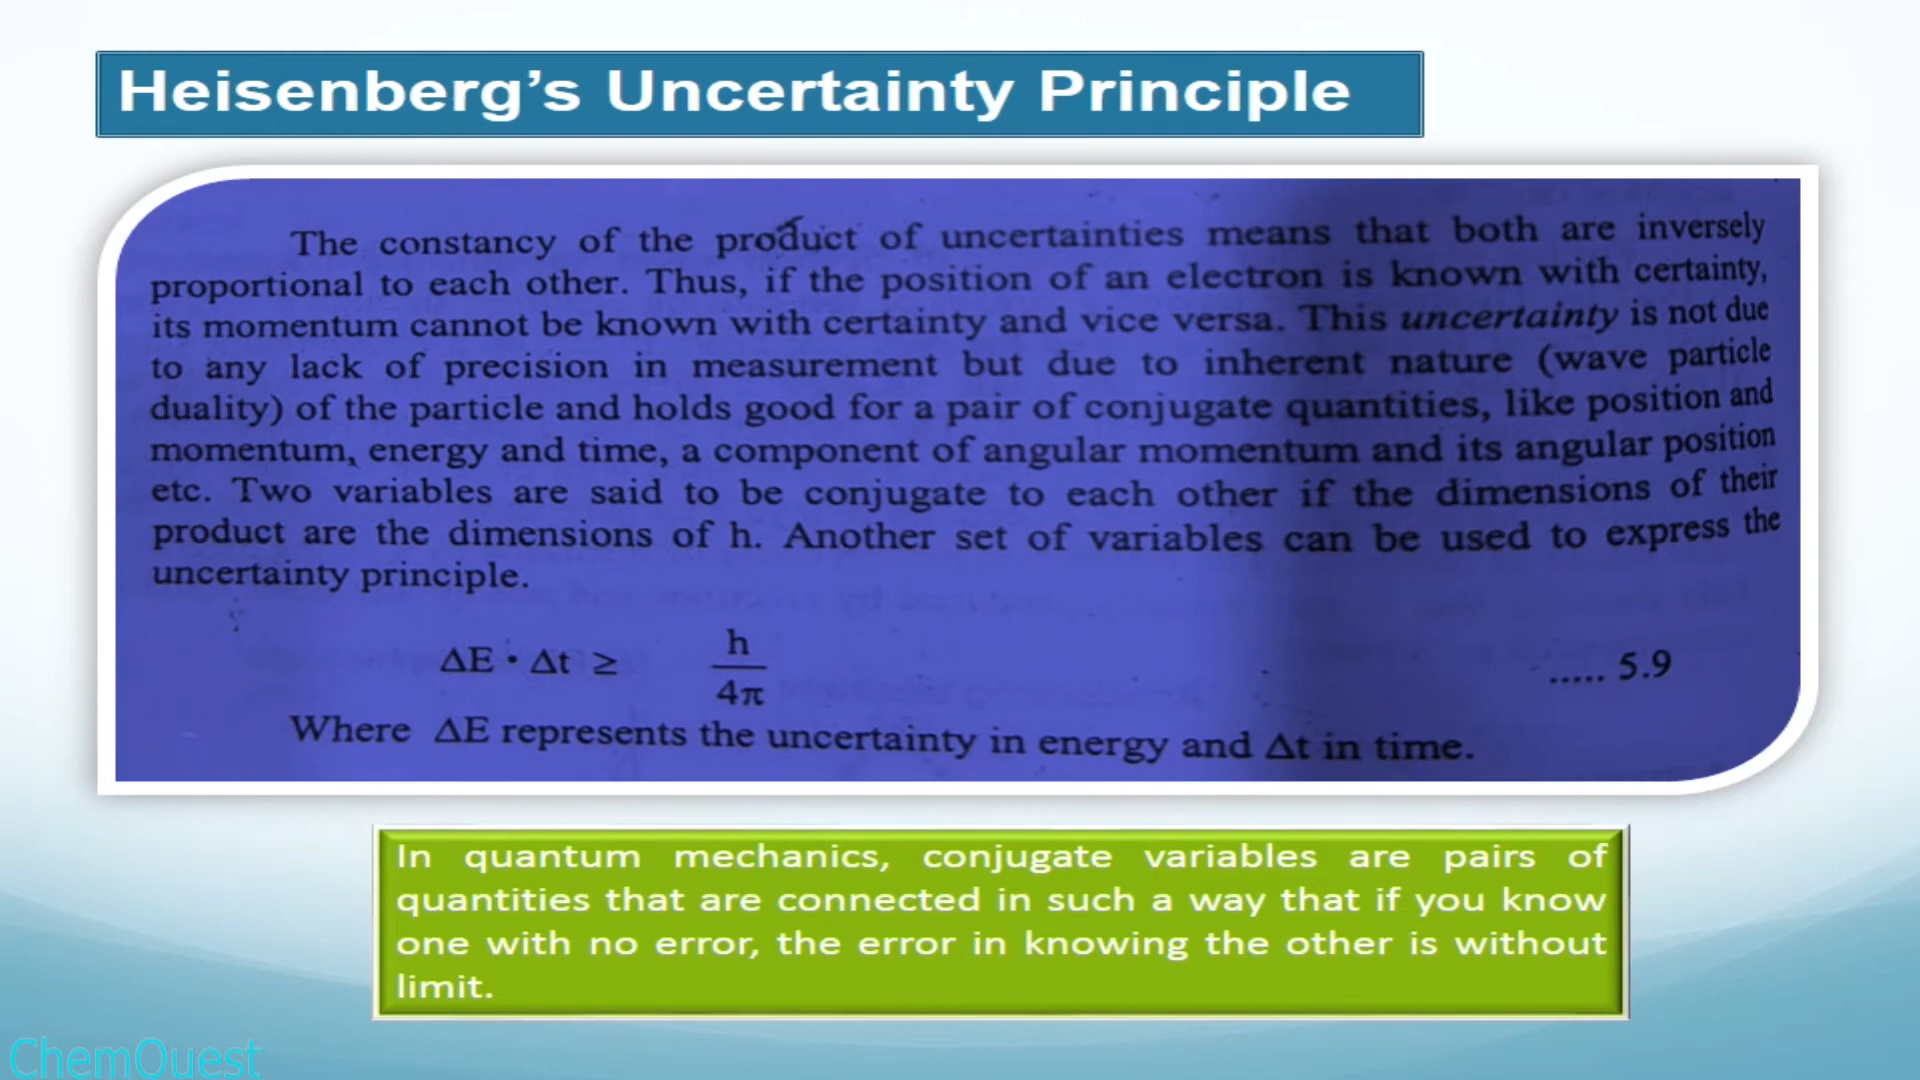 Heisenberg’s Uncertainty Principle
The constancy of the product of uncertainties means that both are inversely
proportional to each other. Thus, if the position of an electron is known with certainty,
its momentum cannot be known with certainty and vice versa. This uncertainty is not due
to any lack of precision in measurement but due to inherent nature (wave particle
duality) of the particle and holds good for a pair of conjugate quantities, like position and
momentum, energy and time, a component of angular momentum and its angular position
etc. Two variables are said to be conjugate to each other if the dimensions of their
product are the dimensions of h. Another set of variables can be used to express the
uncertainty principle.
ΔE · Δt ≥ h/4π ..... 5.9
Where ΔE represents the uncertainty in energy and Δt in time.
In quantum mechanics, conjugate variables are pairs of
quantities that are connected in such a way that if you know
one with no error, the error in knowing the other is without
limit.
ChemQuest